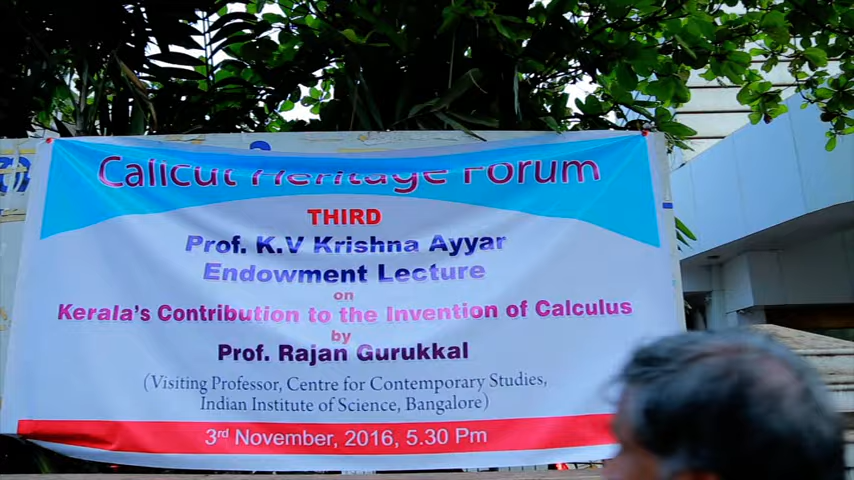 Calicut Heritage Forum
THIRD
Prof. K.V Krishna Ayyar
Endowment Lecture
on
Kerala's Contribution to the Invention of Calculus
by
Prof. Rajan Gurukkal
(Visiting Professor, Centre for Contemporary Studies,
Indian Institute of Science, Bangalore)
3rd November, 2016, 5.30 Pm